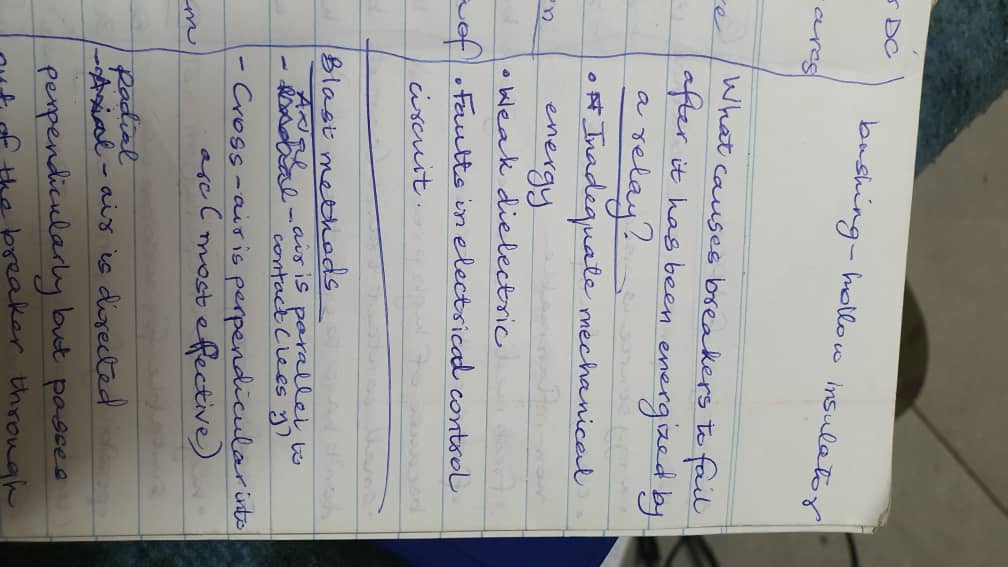 DC
arcs
bushing - hollow insulator
What causes breakers to fail
after it has been energized by
a relay?
• Inadequate mechanical
energy
• Weak dielectric
of
• Faults in electrical control
circuit.
Blast methods
- Axial - air is parallel to
contact (less
- Cross - air is perpendicular into
arc (most effective)
Radial
- Axial - air is directed
perpendicularly but passes
out of the breaker through